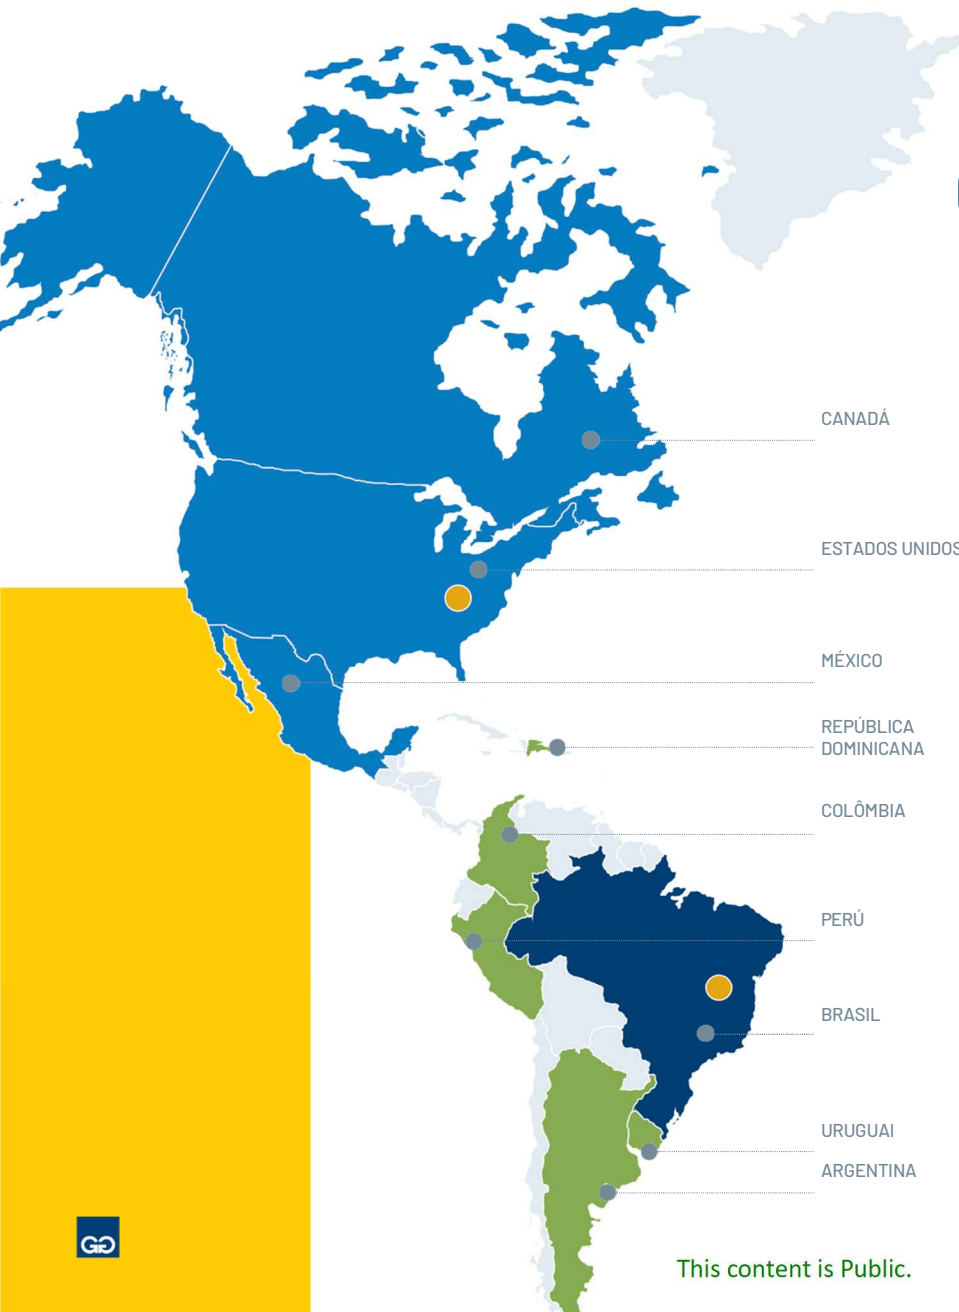 CANADÁ
ESTADOS UNIDOS
MÉXICO
REPÚBLICA
DOMINICANA
COLÔMBIA
PERÚ
BRASIL
URUGUAI
ARGENTINA
This content is Public.